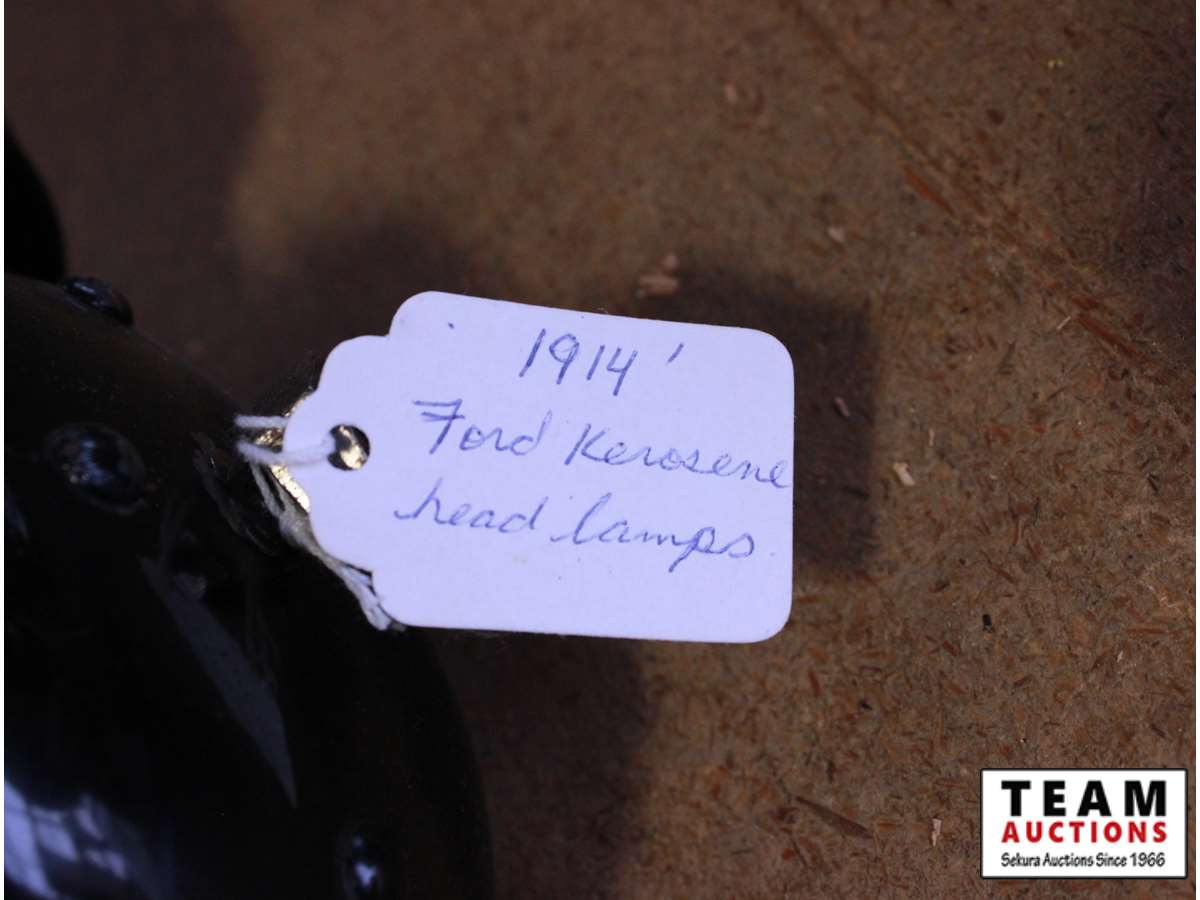 1914'
Ford Kerosene
head lamps
TEAM
AUCTIONS
Sekura Auctions Since 1966